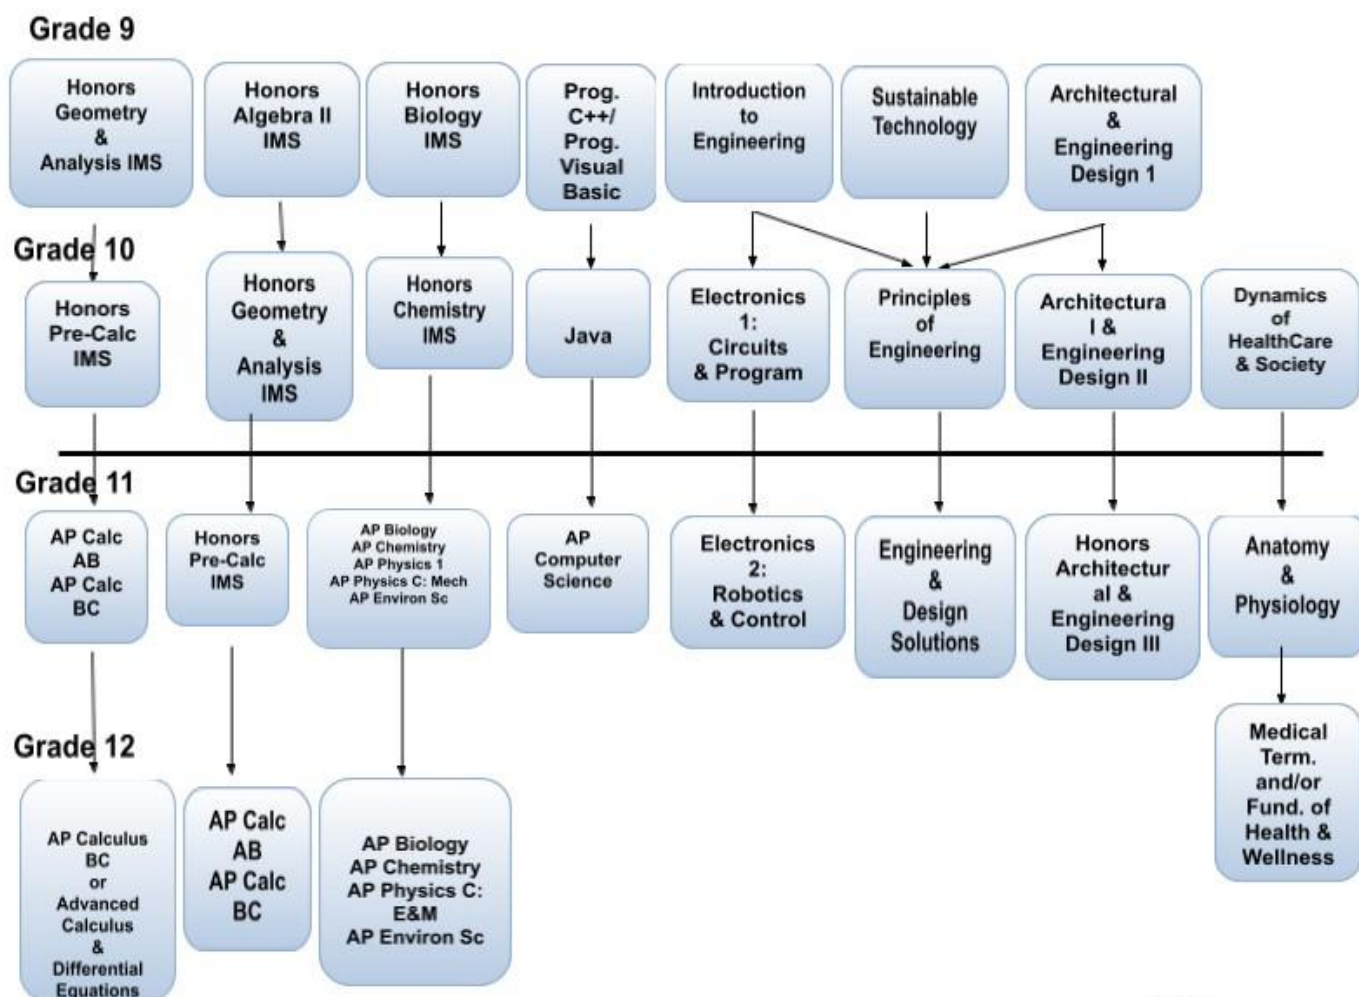 Grade 9
Honors
Geometry
&
Analysis IMS
Honors
Algebra II
IMS
Honors
Biology
IMS
Prog.
C++/
Prog.
Visual
Basic
Introduction
to
Engineering
Sustainable
Technology
Architectural
&
Engineering
Design 1
Grade 10
Honors
Pre-Calc
IMS
Honors
Geometry
&
Analysis
IMS
Honors
Chemistry
IMS
Java
Electronics
1:
Circuits
& Program
Principles
of
Engineering
Architectura
l &
Engineering
Design II
Dynamics
of
HealthCare
& Society
Grade 11
AP Calc
AB
AP Calc
BC
Honors
Pre-Calc
IMS
AP Biology
AP Chemistry
AP Physics 1
AP Physics C: Mech
AP Environ Sc
AP
Computer
Science
Electronics
2:
Robotics
& Control
Engineering
&
Design
Solutions
Honors
Architectur
al &
Engineering
Design III
Anatomy
&
Physiology
Grade 12
AP Calculus
BC
or
Advanced
Calculus
&
Differential
Equations
AP Calc
AB
AP Calc
BC
AP Biology
AP Chemistry
AP Physics C:
E&M
AP Environ Sc
Medical
Term.
and/or
Fund. of
Health &
Wellness